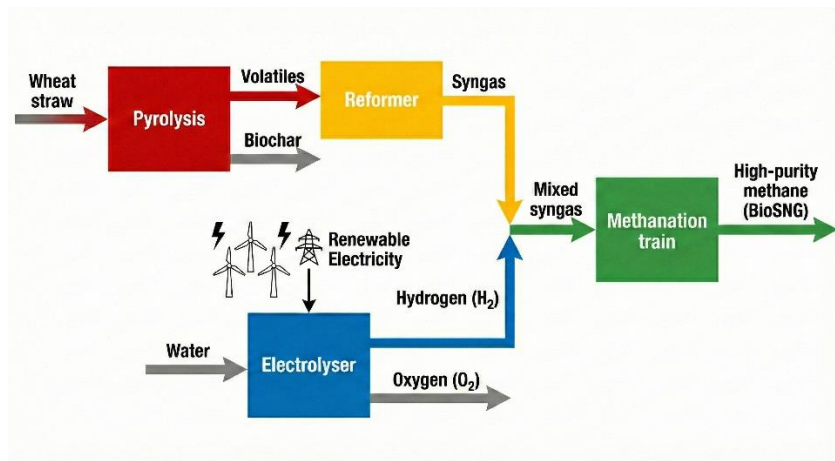 Wheat
straw
Pyrolysis
Volatiles
Biochar
Reformer
Syngas
Mixed
syngas
Methanation
train
High-purity
methane
(BioSNG)
Renewable
Electricity
Hydrogen (H₂)
Water
Electrolyser
Oxygen (O₂)